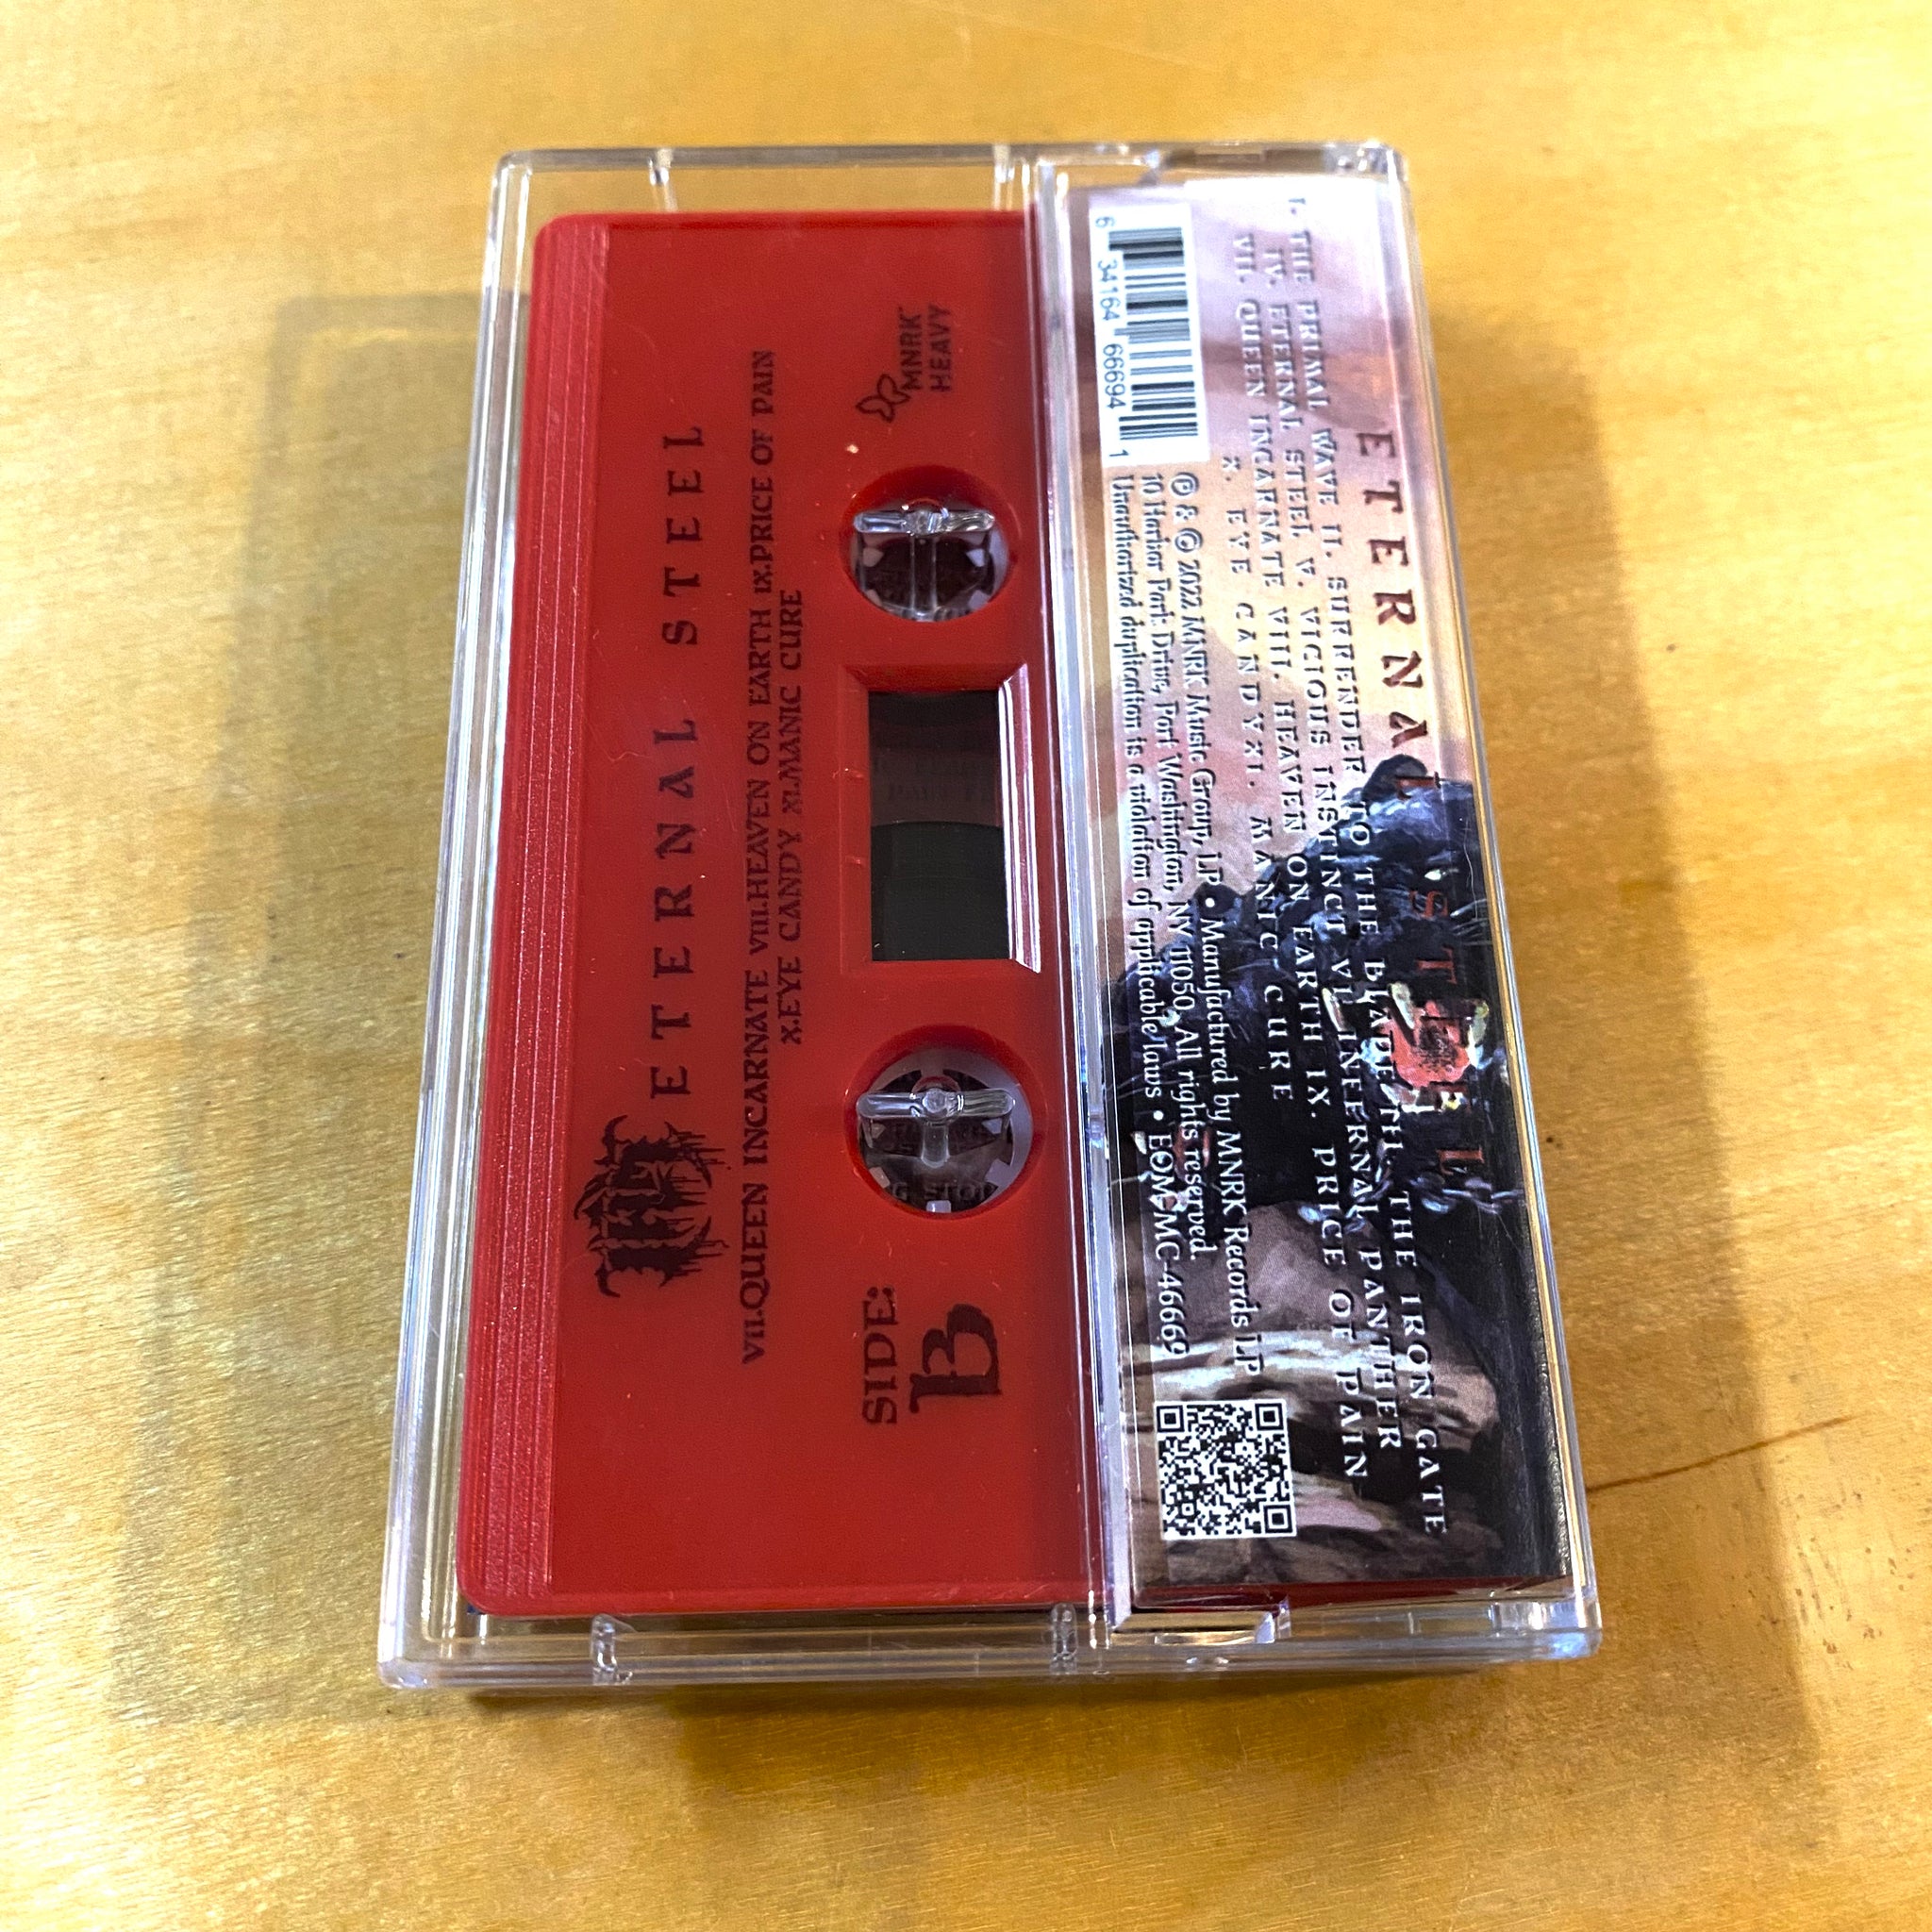 ETERNAL STEEL
VII.QUEEN INCARNATE VIII.HEAVEN ON EARTH IX.PRICE OF PAIN
X.EYE CANDY XI.MANIC CURE
MNRK
HEAVY
SIDE:
B
ETERNAL STEEL
I. THE PRIMAL WAVE II. SURRENDER TO THE BLADE III. THE IRON GATE
IV. ETERNAL STEEL V. VICIOUS INSTINCT VI. INFERNAL PANTHER
VII. QUEEN INCARNATE VIII. HEAVEN ON EARTH IX. PRICE OF PAIN
X. EYE CANDY XI. MANIC CURE
6 34164 66694 1
℗ & © 2022 MNRK Music Group, LP • Manufactured by MNRK Records LP
10 Harbor Park Drive, Port Washington, NY 11050. All rights reserved.
Unauthorized duplication is a violation of applicable laws • EOM-MC-46669